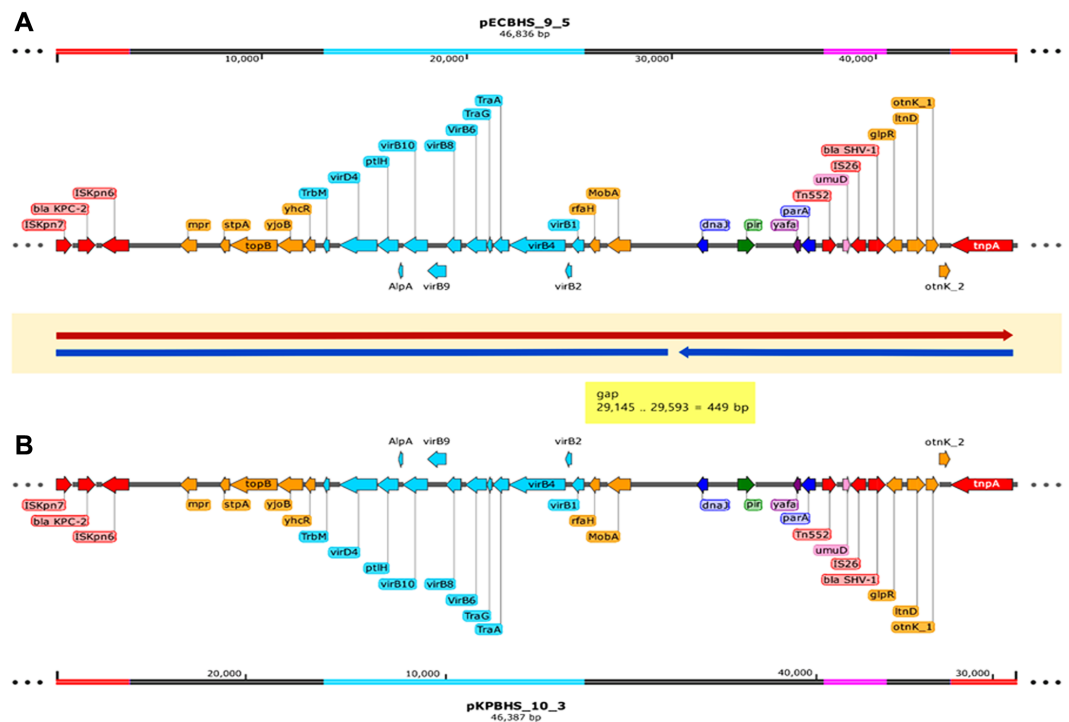 A
pECBHS_9_5
46,836 bp
10,000
20,000
30,000
40,000
TraA
otnK_1
TraG
ltnD
VirB6
glpR
virB10
virB8
bla SHV-1
ptlH
IS26
virD4
umuD
ISKpn6
TrbM
MobA
Tn552
bla KPC-2
yhcR
rfaH
parA
ISKpn7
mpr
stpA
yjoB
virB1
dnaJ
pir
yafa
topB
virB4
tnpA
AlpA
virB9
virB2
otnK_2
gap
29,145 .. 29,593 = 449 bp
B
AlpA
virB9
virB2
otnK_2
topB
virB4
tnpA
ISKpn7
mpr
stpA
yjoB
virB1
dnaJ
pir
yafa
bla KPC-2
yhcR
rfaH
parA
ISKpn6
TrbM
MobA
Tn552
virD4
umuD
ptlH
IS26
virB10
virB8
bla SHV-1
VirB6
glpR
TraG
ltnD
TraA
otnK_1
20,000
10,000
40,000
30,000
pKPBHS_10_3
46,387 bp